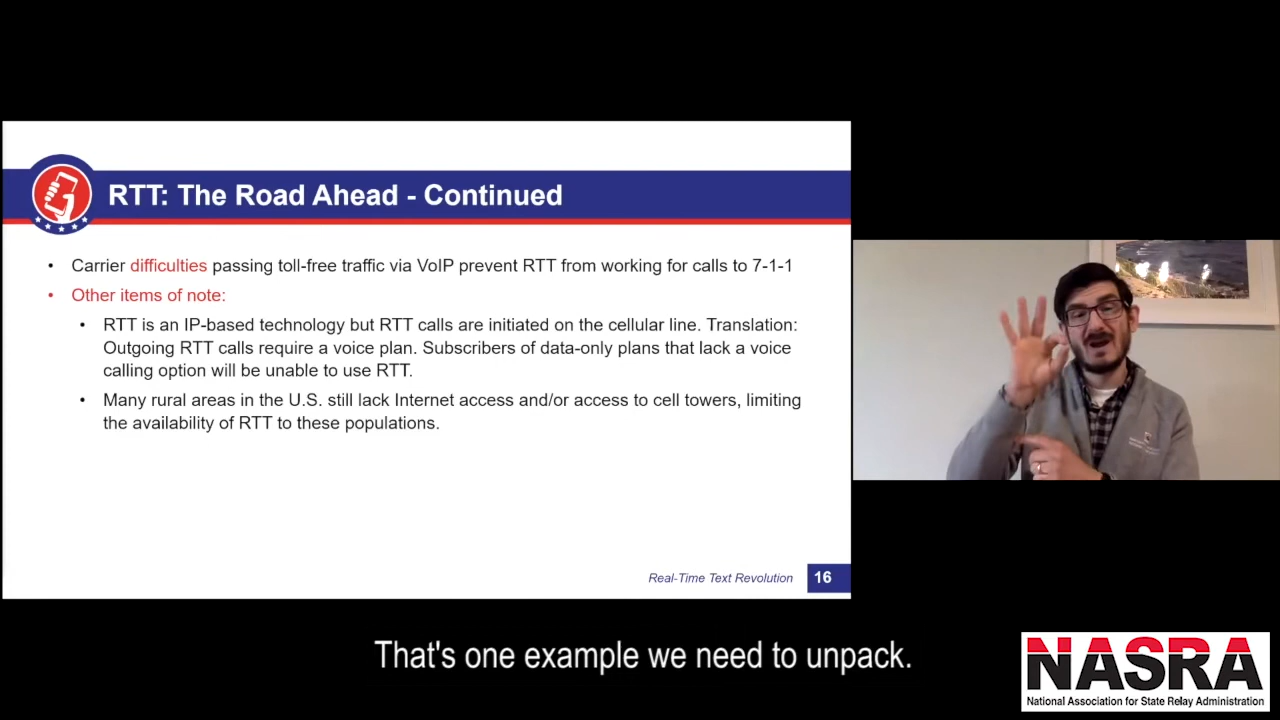 RTT: The Road Ahead - Continued
• Carrier difficulties passing toll-free traffic via VoIP prevent RTT from working for calls to 7-1-1
• Other items of note:
• RTT is an IP-based technology but RTT calls are initiated on the cellular line. Translation:
Outgoing RTT calls require a voice plan. Subscribers of data-only plans that lack a voice
calling option will be unable to use RTT.
• Many rural areas in the U.S. still lack Internet access and/or access to cell towers, limiting
the availability of RTT to these populations.
Real-Time Text Revolution 16
That's one example we need to unpack.
NASRA
National Association for State Relay Administration